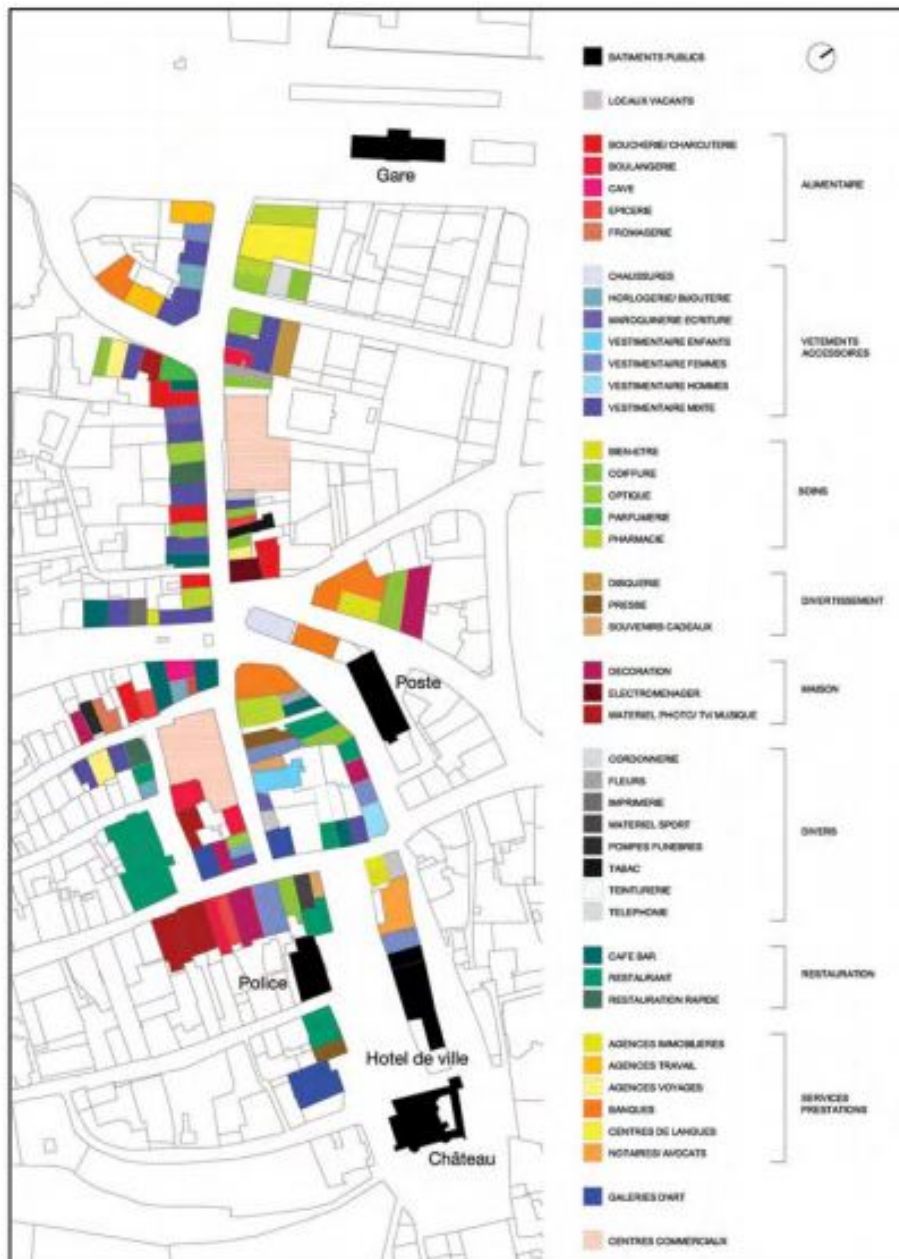 Gare
Poste
Police
Hotel de ville
Château
BATIMENTS PUBLICS
LOCAUX VACANTS
BOUCHERIE/ CHARCUTERIE
BOULANGERIE
CAVE
EPICERIE
FROMAGERIE
ALIMENTAIRE
CHAUSSURES
HORLOGERIE/ BIJOUTERIE
MAROQUINERIE ECRITURE
VESTIMENTAIRE ENFANTS
VESTIMENTAIRE FEMMES
VESTIMENTAIRE HOMMES
VESTIMENTAIRE MIXTE
VETEMENTS
ACCESSOIRES
BIEN-ETRE
COIFFURE
OPTIQUE
PARFUMERIE
PHARMACIE
SOINS
DISQUERIE
PRESSE
SOUVENIRS CADEAUX
DIVERTISSEMENT
DECORATION
ELECTROMENAGER
MATERIEL PHOTO/ TV/ MUSIQUE
MAISON
CORDONNERIE
FLEURS
IMPRIMERIE
MATERIEL SPORT
POMPES FUNEBRES
TABAC
TEINTURERIE
TELEPHONIE
DIVERS
CAFE BAR
RESTAURANT
RESTAURATION RAPIDE
RESTAURATION
AGENCES IMMOBILIERES
AGENCES TRAVAIL
AGENCES VOYAGES
BANQUES
CENTRES DE LANGUES
NOTAIRES/ AVOCATS
SERVICES
PRESTATIONS
GALERIES D'ART
CENTRES COMMERCIAUX